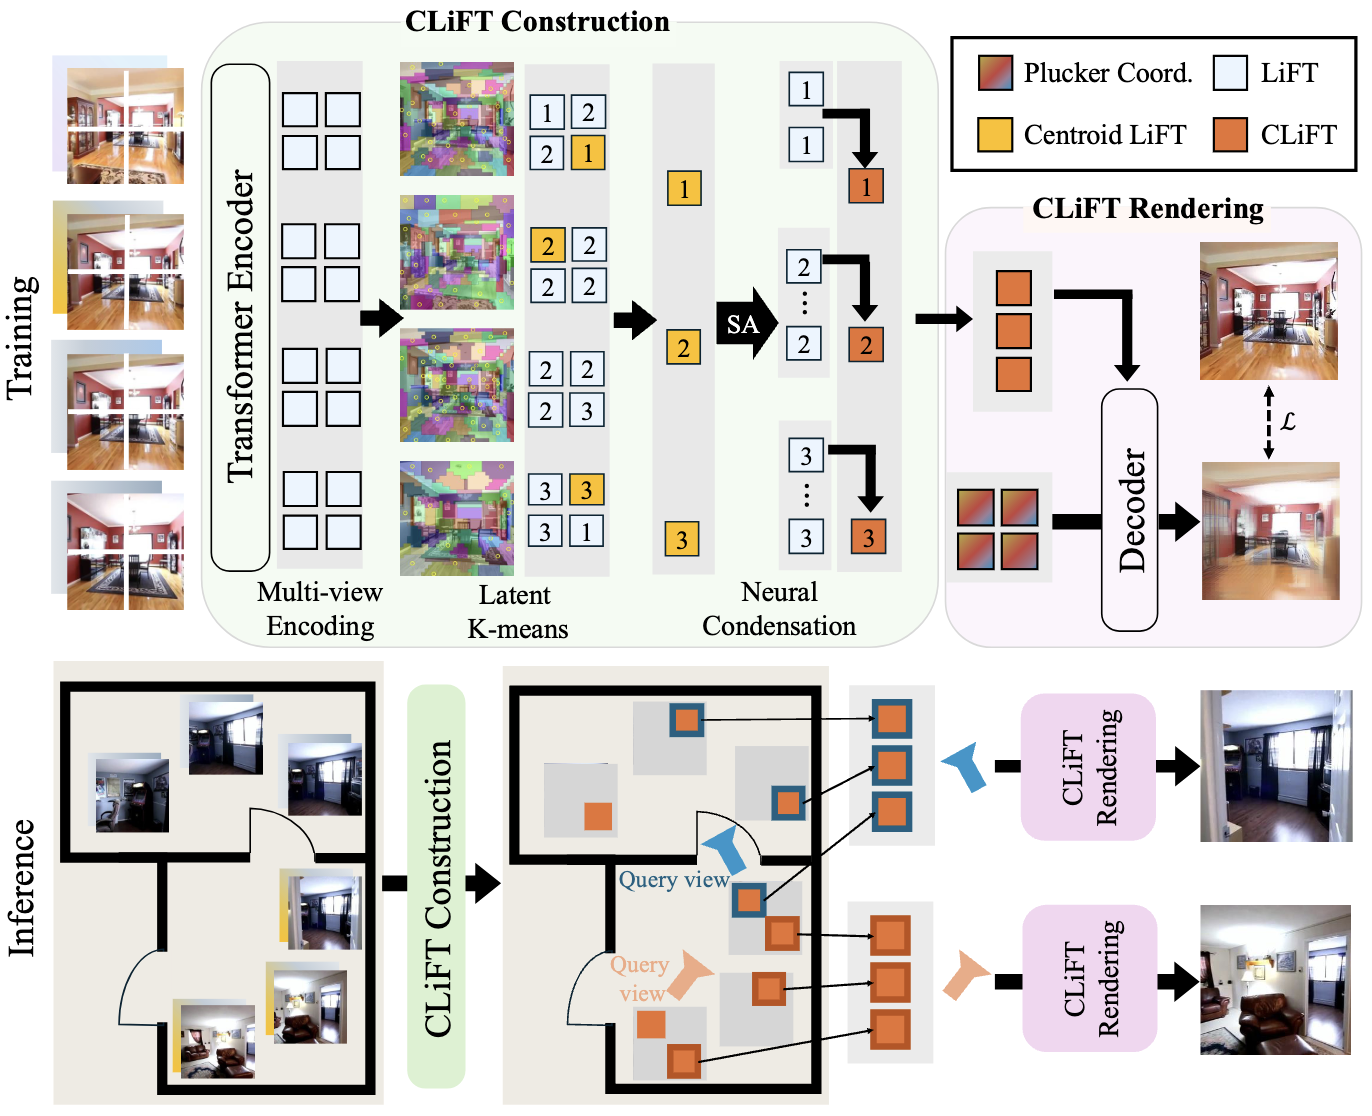 CLiFT Construction
Plucker Coord.
LiFT
Centroid LiFT
CLiFT
Training
Transformer Encoder
1 2
2 1
2 2
2 2
2 2
2 3
3 3
3 1
1
2
3
SA
1
1
1
2
⋮
2
2
3
⋮
3
3
Multi-view
Encoding
Latent
K-means
Neural
Condensation
CLiFT Rendering
Decoder
ℒ
Inference
CLiFT Construction
Query view
Query
view
CLiFT
Rendering
CLiFT
Rendering